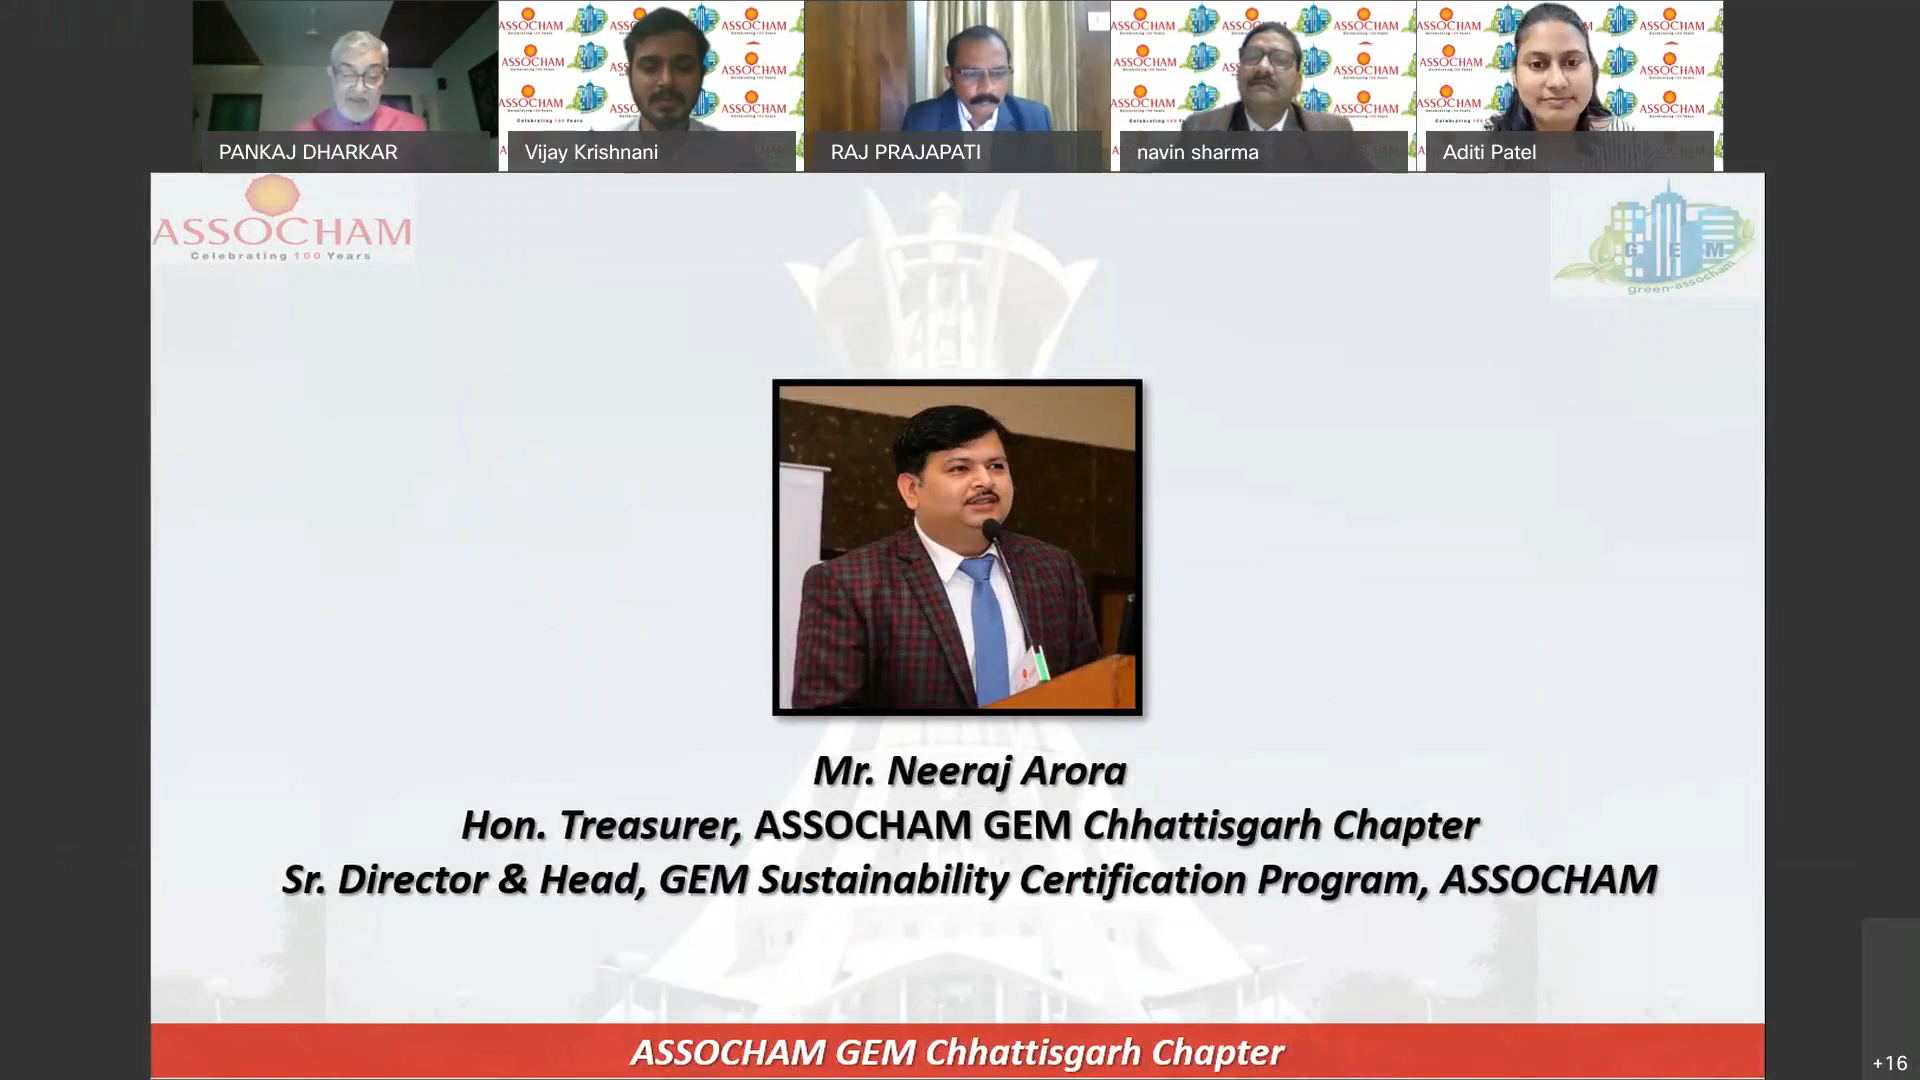 PANKAJ DHARKAR
Vijay Krishnani
RAJ PRAJAPATI
navin sharma
Aditi Patel
ASSOCHAM
Celebrating 100 Years
G E M
green-assocham
Mr. Neeraj Arora
Hon. Treasurer, ASSOCHAM GEM Chhattisgarh Chapter
Sr. Director & Head, GEM Sustainability Certification Program, ASSOCHAM
ASSOCHAM GEM Chhattisgarh Chapter
+16